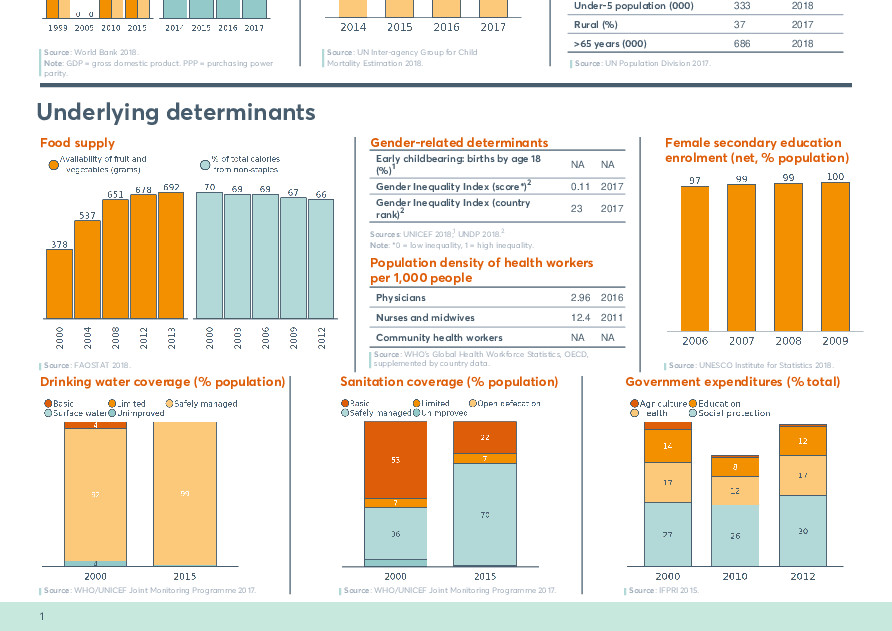 1999 2005 2010 2015
0 0
2014 2015 2016 2017
Source: World Bank 2018.
Note: GDP = gross domestic product. PPP = purchasing power
parity.
2014 2015 2016 2017
Source: UN Inter-agency Group for Child
Mortality Estimation 2018.
Under-5 population (000) 333 2018
Rural (%) 37 2017
>65 years (000) 686 2018
Source: UN Population Division 2017.
Underlying determinants
Food supply
Availability of fruit and
vegetables (grams)
% of total calories
from non-staples
378 537 651 678 692
70 69 69 67 66
2000 2004 2008 2012 2013
2000 2003 2006 2009 2012
Source: FAOSTAT 2018.
Gender-related determinants
Early childbearing: births by age 18
(%)1 NA NA
Gender Inequality Index (score*)2 0.11 2017
Gender Inequality Index (country
rank)2 23 2017
Sources: UNICEF 2018,1 UNDP 2018.2
Note: *0 = low inequality, 1 = high inequality.
Population density of health workers
per 1,000 people
Physicians 2.96 2016
Nurses and midwives 12.4 2011
Community health workers NA NA
Source: WHO's Global Health Workforce Statistics, OECD,
supplemented by country data.
Female secondary education
enrolment (net, % population)
97 99 99 100
2006 2007 2008 2009
Source: UNESCO Institute for Statistics 2018.
Drinking water coverage (% population)
Basic Limited Safely managed
Surface water Unimproved
4
92
4
99
2000 2015
Source: WHO/UNICEF Joint Monitoring Programme 2017.
Sanitation coverage (% population)
Basic Limited Open defecation
Safely managed Unimproved
53
7
36
22
7
70
2000 2015
Source: WHO/UNICEF Joint Monitoring Programme 2017.
Government expenditures (% total)
Agriculture Education
Health Social protection
14
17
27
8
12
26
12
17
30
2000 2010 2012
Source: IFPRI 2015.
1